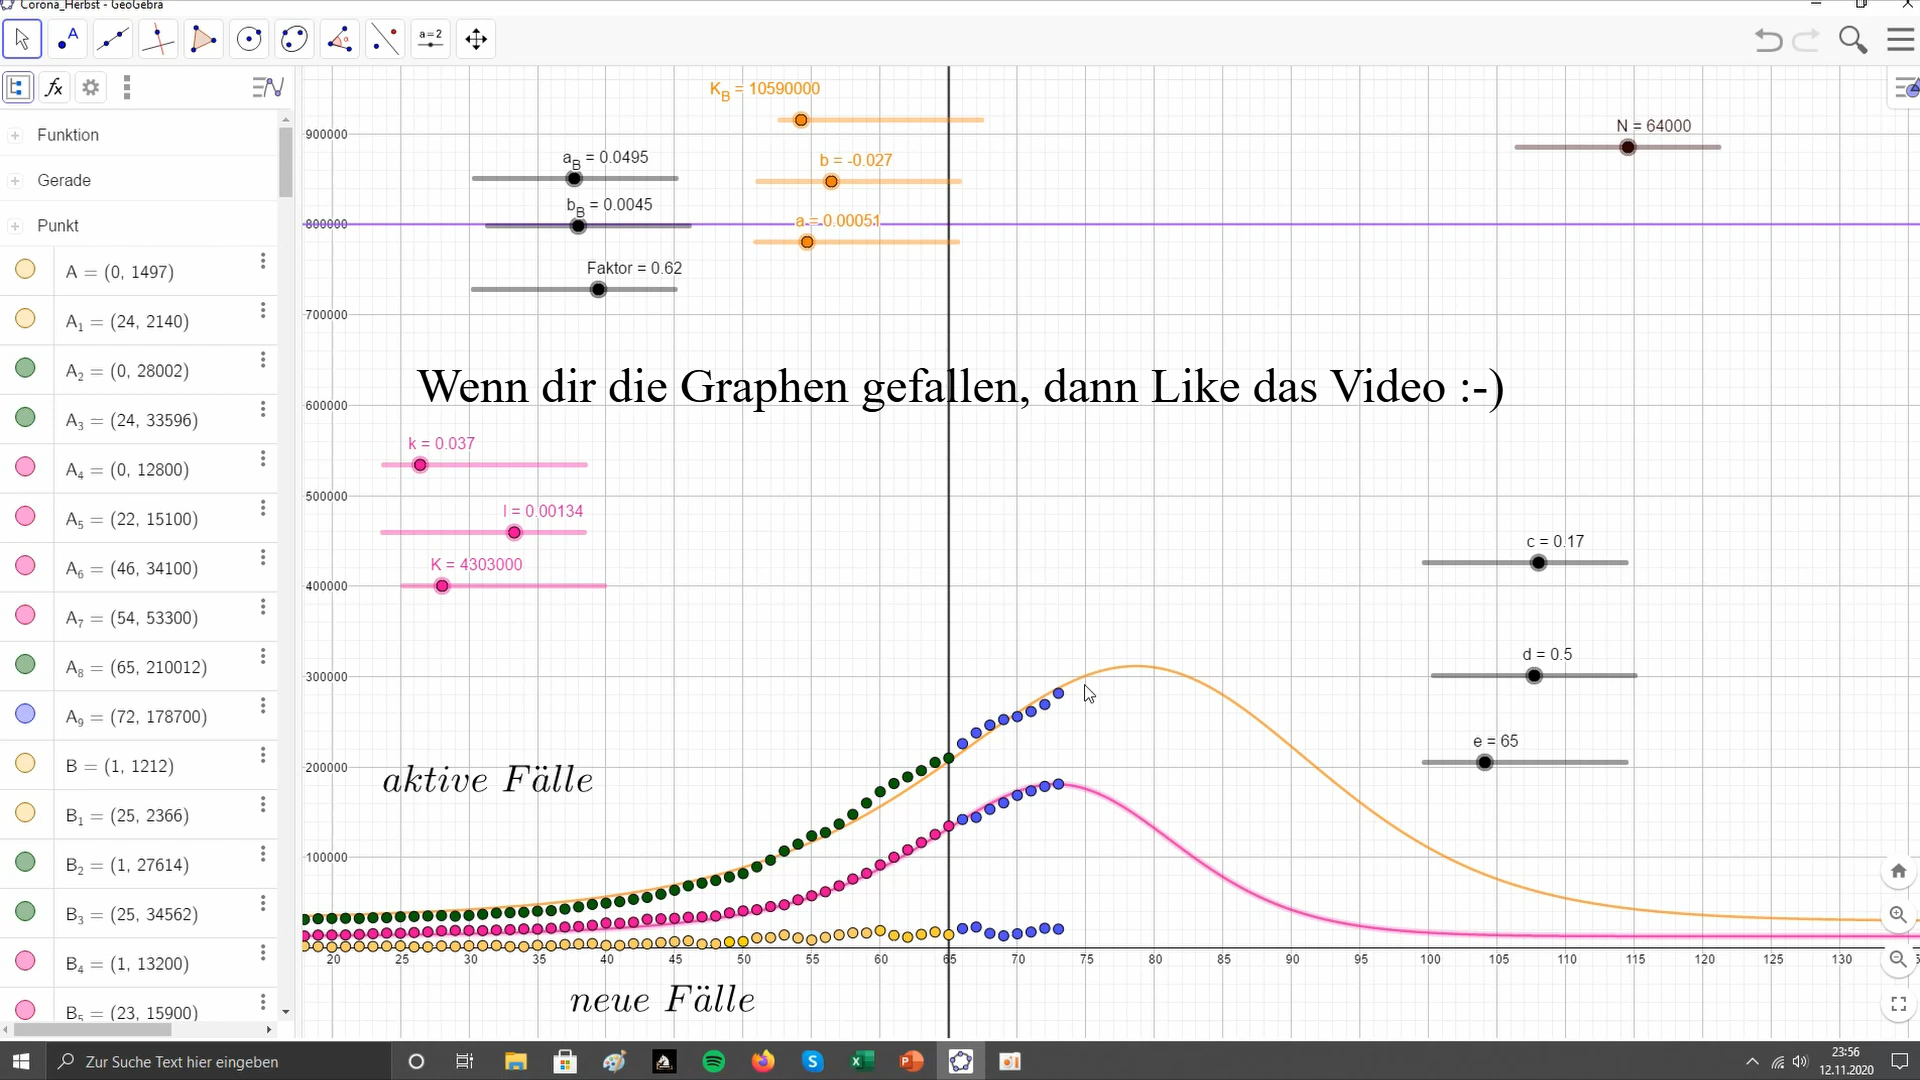 Corona_Herbst - GeoGebra
A
a=2
fx
Funktion
Gerade
Punkt
A = (0, 1497)
A₁ = (24, 2140)
A₂ = (0, 28002)
A₃ = (24, 33596)
A₄ = (0, 12800)
A₅ = (22, 15100)
A₆ = (46, 34100)
A₇ = (54, 53300)
A₈ = (65, 210012)
A₉ = (72, 178700)
B = (1, 1212)
B₁ = (25, 2366)
B₂ = (1, 27614)
B₃ = (25, 34562)
B₄ = (1, 13200)
B₅ = (23, 15900)
K_B = 10590000
a_B = 0.0495
b = -0.027
b_B = 0.0045
a = 0.00051
Faktor = 0.62
N = 64000
Wenn dir die Graphen gefallen, dann Like das Video :-)
k = 0.037
l = 0.00134
K = 4303000
c = 0.17
d = 0.5
e = 65
900000
800000
700000
600000
500000
400000
300000
200000
100000
aktive Fälle
20 25 30 35 40 45 50 55 60 65 70 75 80 85 90 95 100 105 110 115 120 125 130
neue Fälle
Zur Suche Text hier eingeben
23:56
12.11.2020